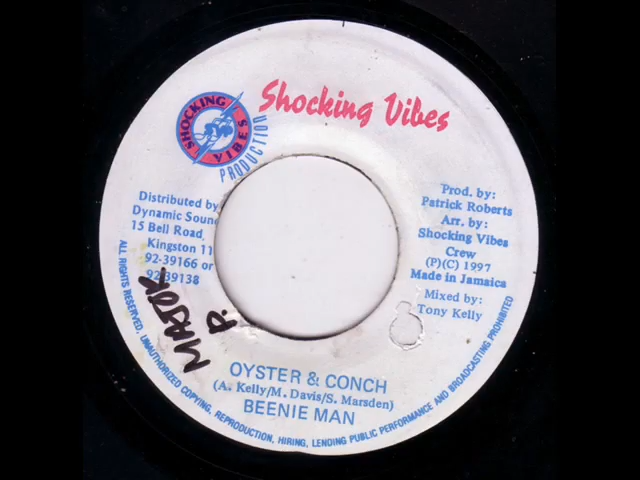 Shocking Vibes
SHOCKING VIBES
PRODUCTION
Distributed by
Dynamic Soun
15 Bell Road,
Kingston 11
92-39166 or
92-39138
Prod. by:
Patrick Roberts
Arr. by:
Shocking Vibes
Crew
(P)(C) 1997
Made in Jamaica
Mixed by:
Tony Kelly
MAJOR
P.
OYSTER & CONCH
(A. Kelly/M. Davis/S. Marsden)
BEENIE MAN
ALL RIGHTS RESERVED. UNAUTHORIZED COPYING, REPRODUCTION, HIRING, LENDING PUBLIC PERFORMANCE AND BROADCASTING PROHIBITED